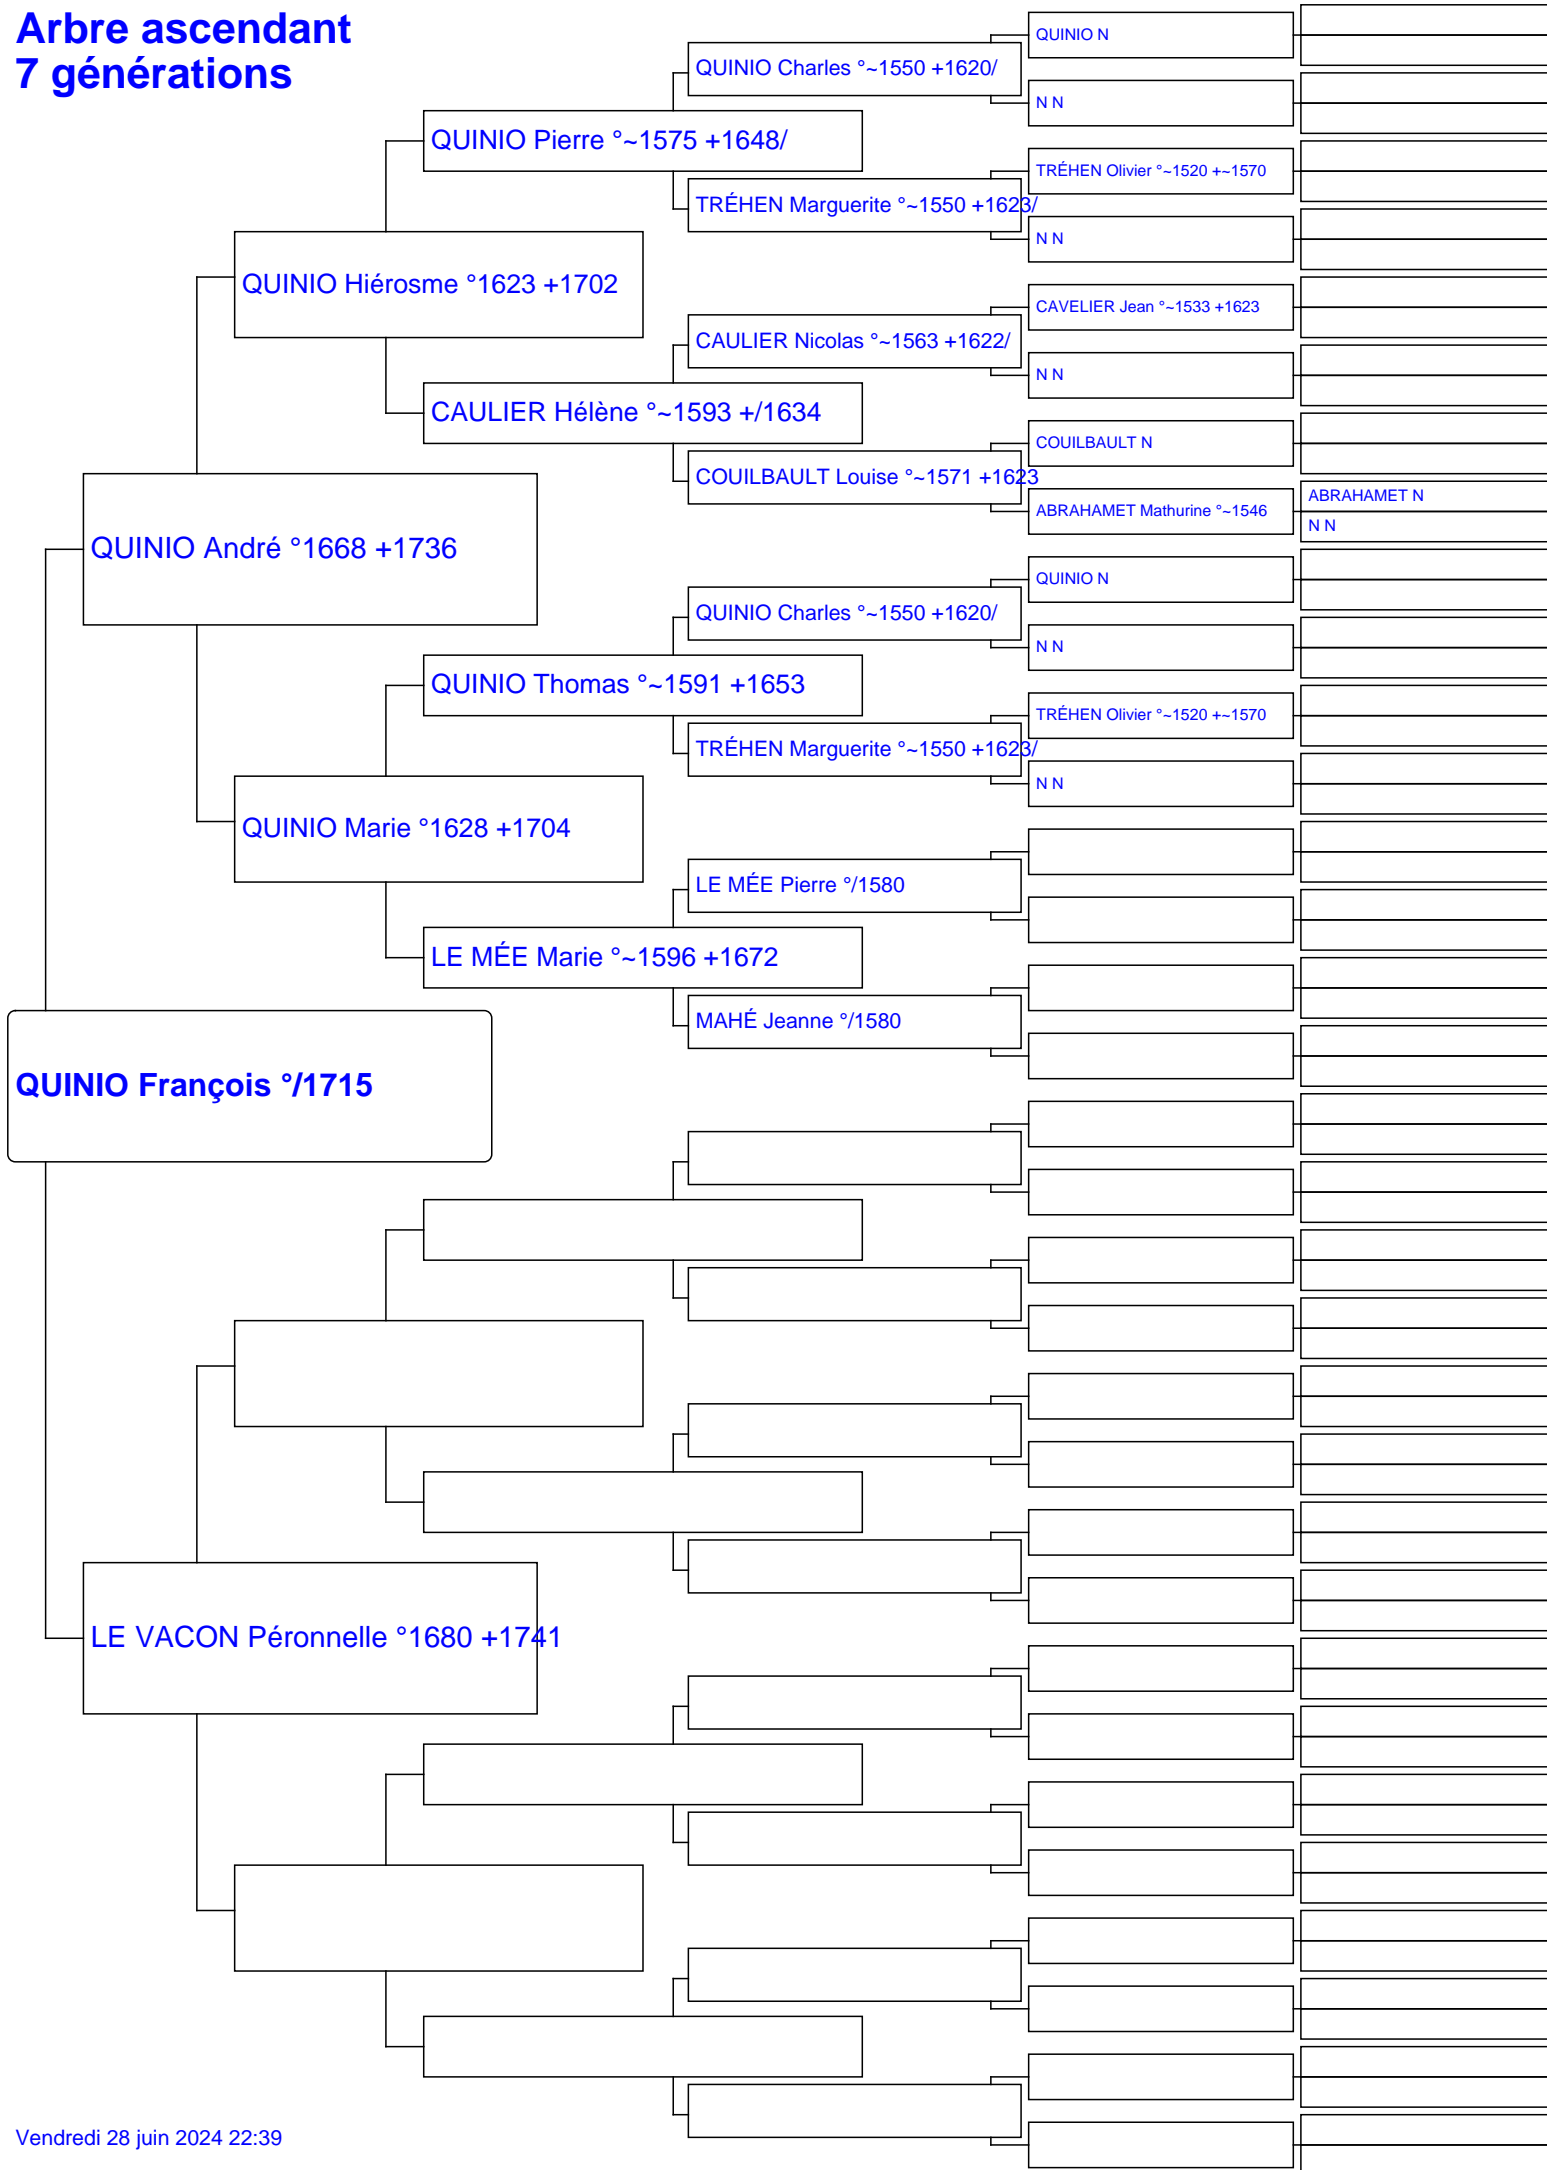 Arbre ascendant
7 générations
QUINIO N
QUINIO Charles °~1550 +1620/
N N
QUINIO Pierre °~1575 +1648/
TRÉHEN Olivier °~1520 +~1570
TRÉHEN Marguerite °~1550 +1623/
N N
QUINIO Hiérosme °1623 +1702
CAVELIER Jean °~1533 +1623
CAULIER Nicolas °~1563 +1622/
N N
CAULIER Hélène °~1593 +/1634
COUILBAULT N
COUILBAULT Louise °~1571 +1623
ABRAHAMET Mathurine °~1546
ABRAHAMET N
N N
QUINIO André °1668 +1736
QUINIO N
QUINIO Charles °~1550 +1620/
N N
QUINIO Thomas °~1591 +1653
TRÉHEN Olivier °~1520 +~1570
TRÉHEN Marguerite °~1550 +1623/
N N
QUINIO Marie °1628 +1704
LE MÉE Pierre °/1580
LE MÉE Marie °~1596 +1672
MAHÉ Jeanne °/1580
QUINIO François °/1715
LE VACON Péronnelle °1680 +1741
Vendredi 28 juin 2024 22:39